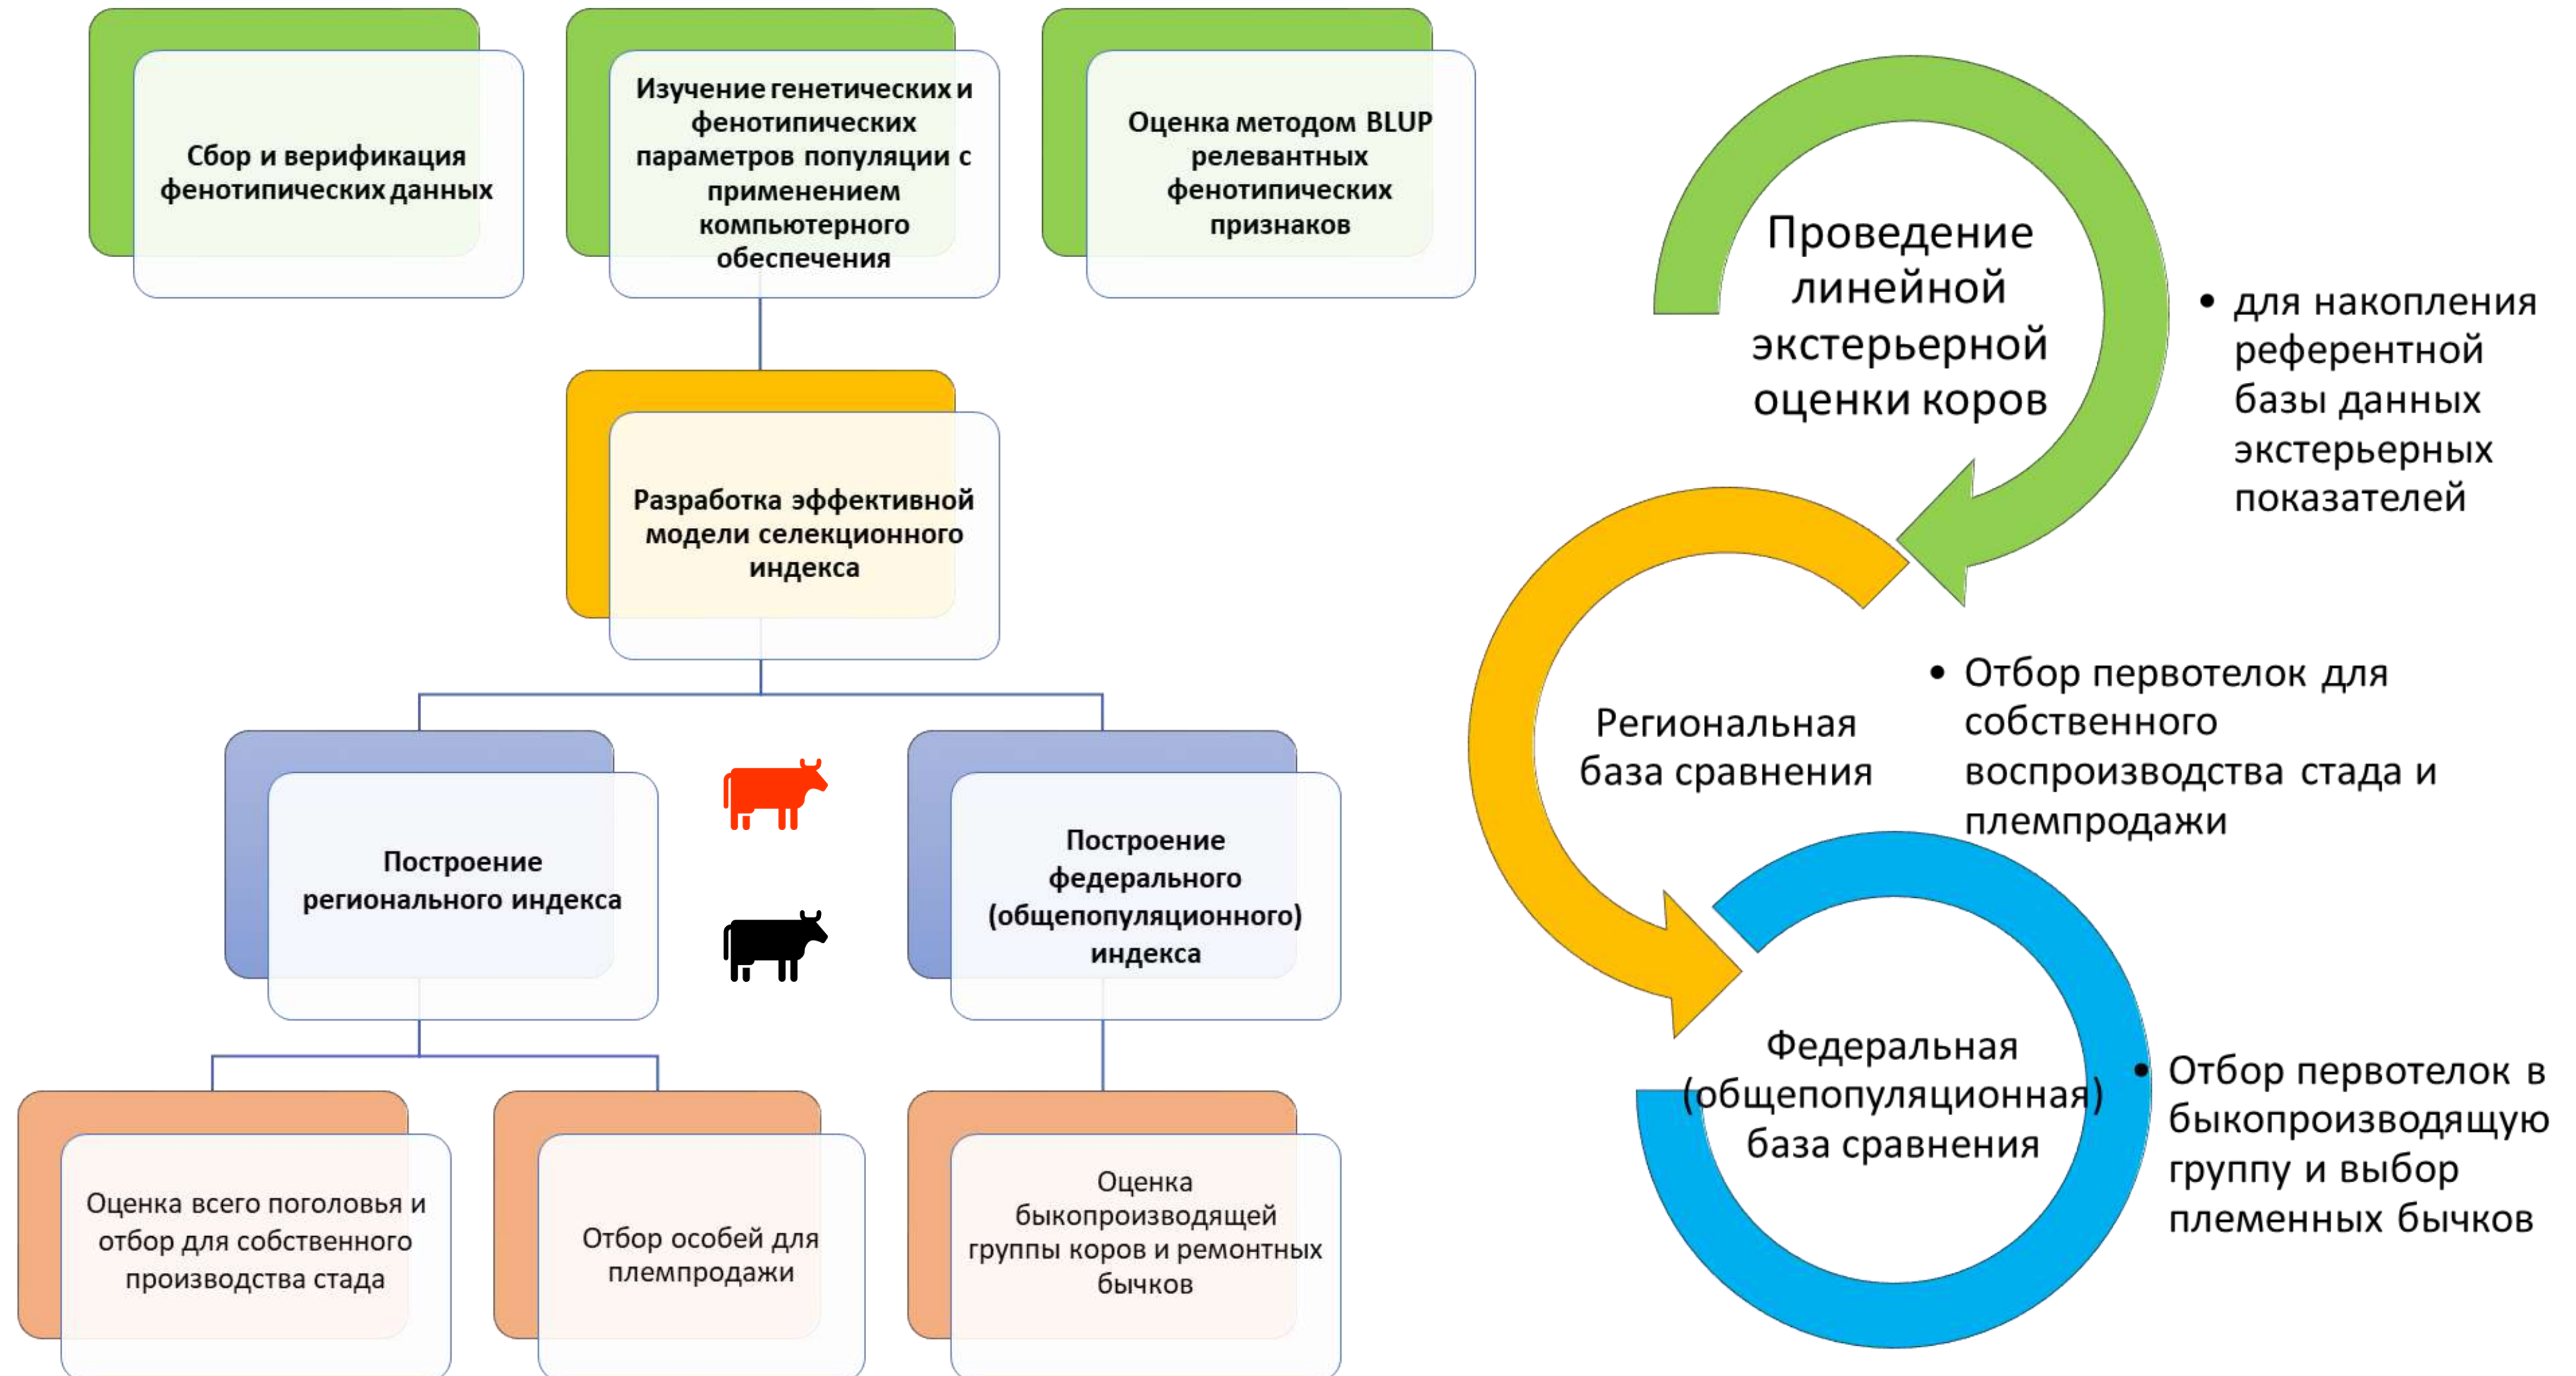 Сбор и верификация
фенотипических данных
Изучение генетических и
фенотипических
параметров популяции с
применением
компьютерного
обеспечения
Оценка методом BLUP
релевантных
фенотипических
признаков
Разработка эффективной
модели селекционного
индекса
Построение
регионального индекса
Построение
федерального
(общепопуляционного)
индекса
Оценка всего поголовья и
отбор для собственного
производства стада
Отбор особей для
племпродажи
Оценка
быкопроизводящей
группы коров и ремонтных
бычков
Проведение
линейной
экстерьерной
оценки коров
• для накопления
референтной
базы данных
экстерьерных
показателей
Региональная
база сравнения
• Отбор первотелок для
собственного
воспроизводства стада и
племпродажи
Федеральная
(общепопуляционная)
база сравнения
• Отбор первотелок в
быкопроизводящую
группу и выбор
племенных бычков